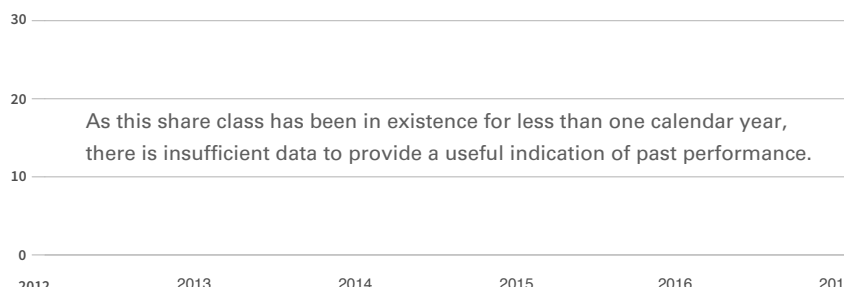 30
20
As this share class has been in existence for less than one calendar year,
there is insufficient data to provide a useful indication of past performance.
10
0
2012 2013 2014 2015 2016